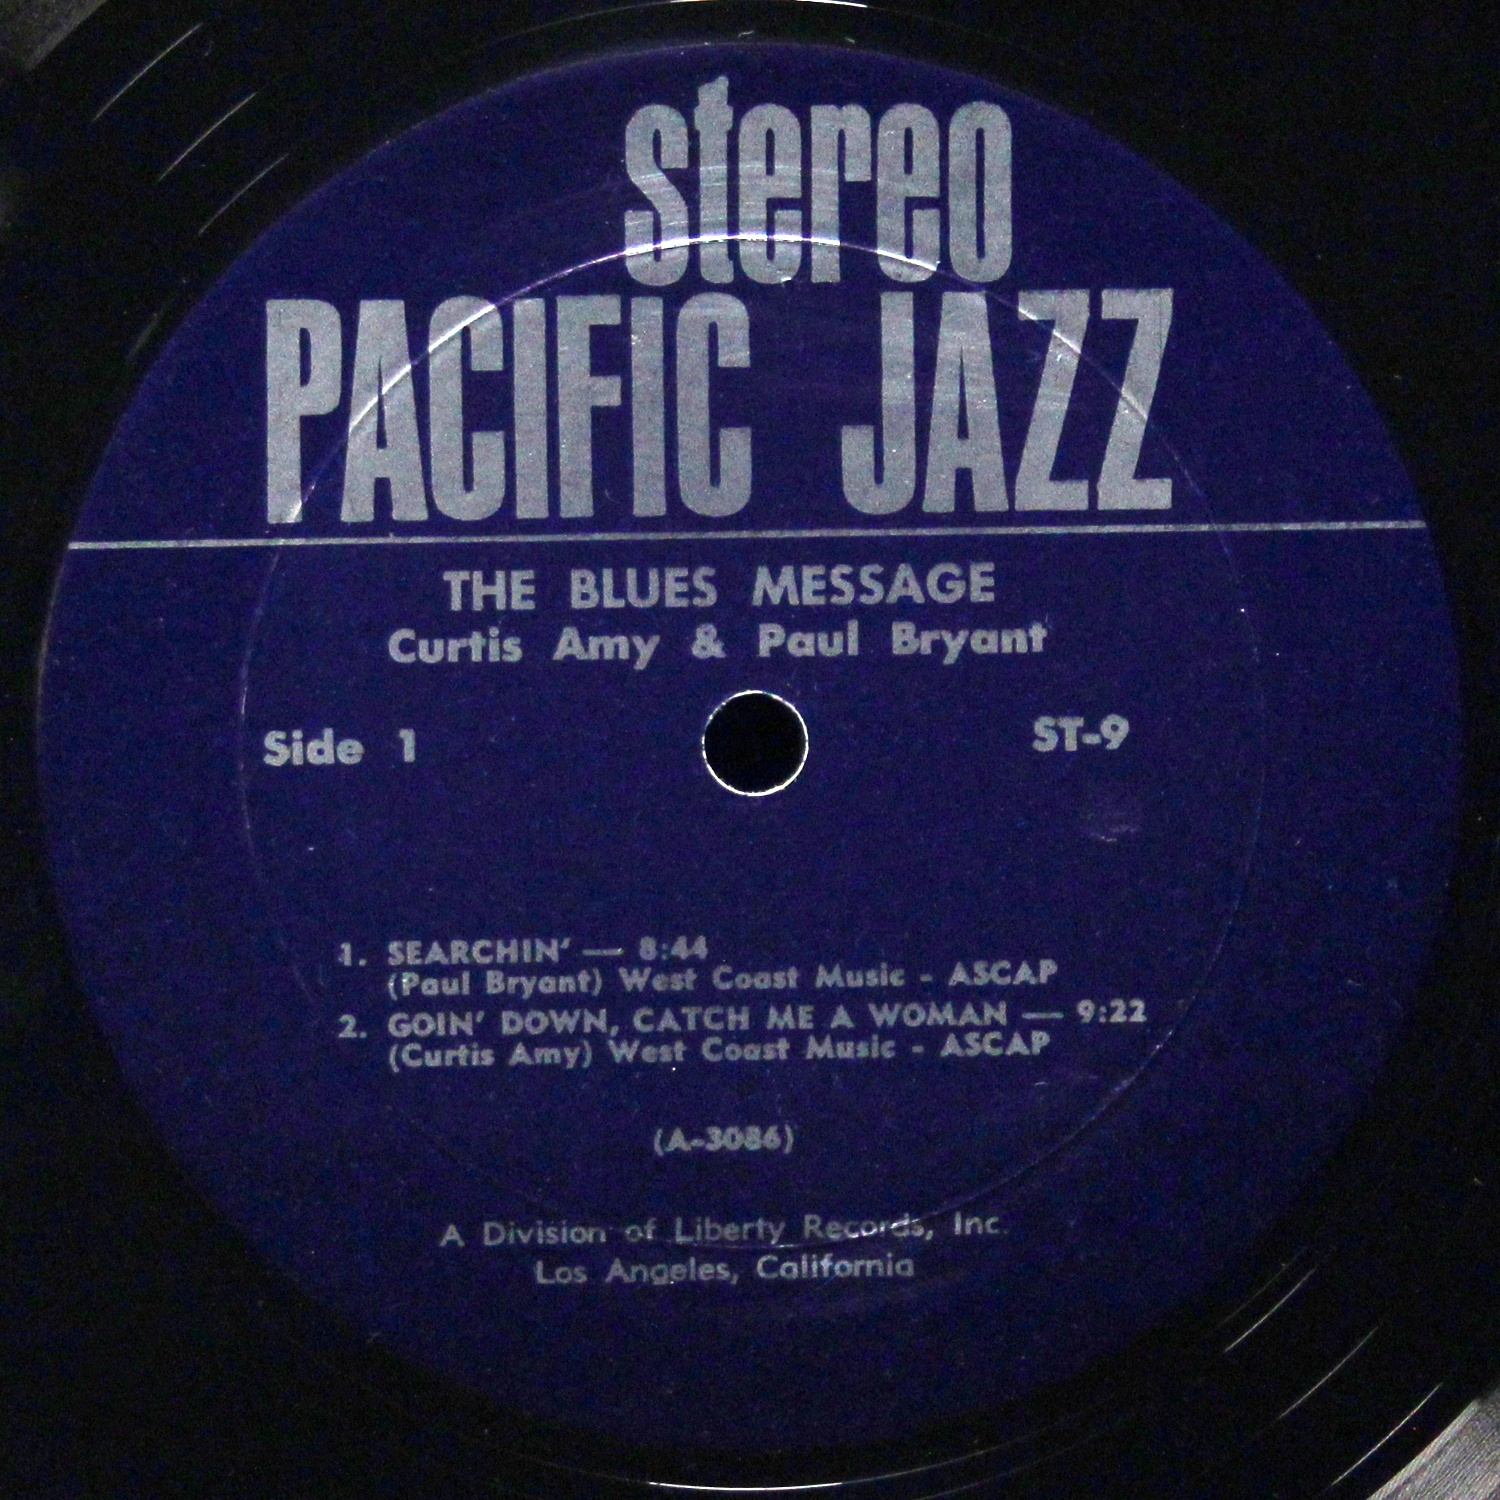 stereo
PACIFIC JAZZ
THE BLUES MESSAGE
Curtis Amy & Paul Bryant
Side 1
ST-9
1. SEARCHIN' — 8:44
(Paul Bryant) West Coast Music - ASCAP
2. GOIN' DOWN, CATCH ME A WOMAN — 9:22
(Curtis Amy) West Coast Music - ASCAP
(A-3086)
A Division of Liberty Records, Inc.
Los Angeles, California